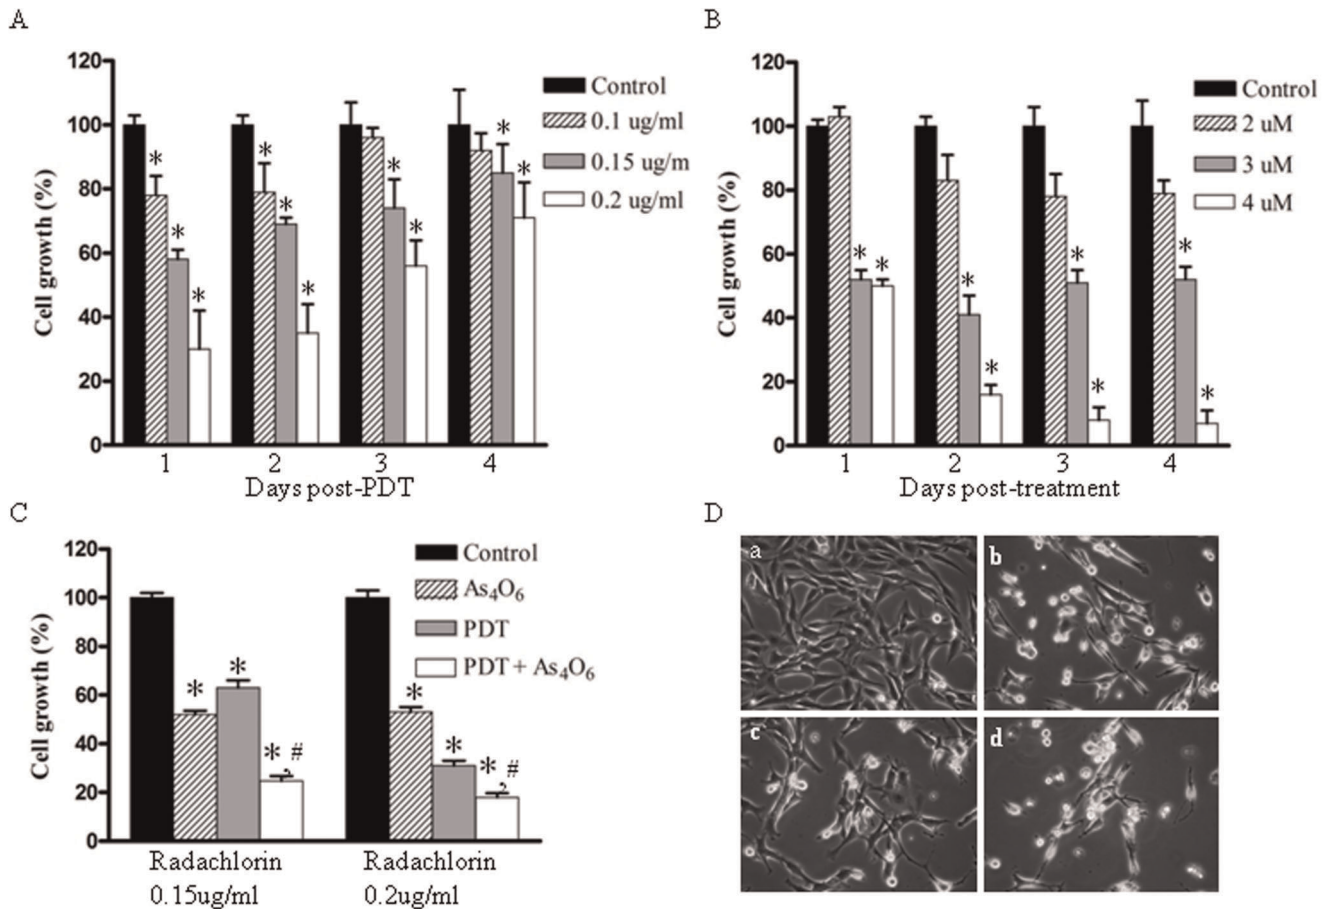 A
120
100
80
60
40
20
0
Cell growth (%)
Control
0.1 ug/ml
0.15 ug/m
0.2 ug/ml
* * * * * * * * * *
1 2 3 4
Days post-PDT
B
120
100
80
60
40
20
0
Cell growth (%)
Control
2 uM
3 uM
4 uM
* * * * * * * *
1 2 3 4
Days post-treatment
C
120
100
80
60
40
20
0
Cell growth (%)
Control
As₄O₆
PDT
PDT + As₄O₆
* * * # * * * #
Radachlorin
0.15ug/ml
Radachlorin
0.2ug/ml
D
a
b
c
d